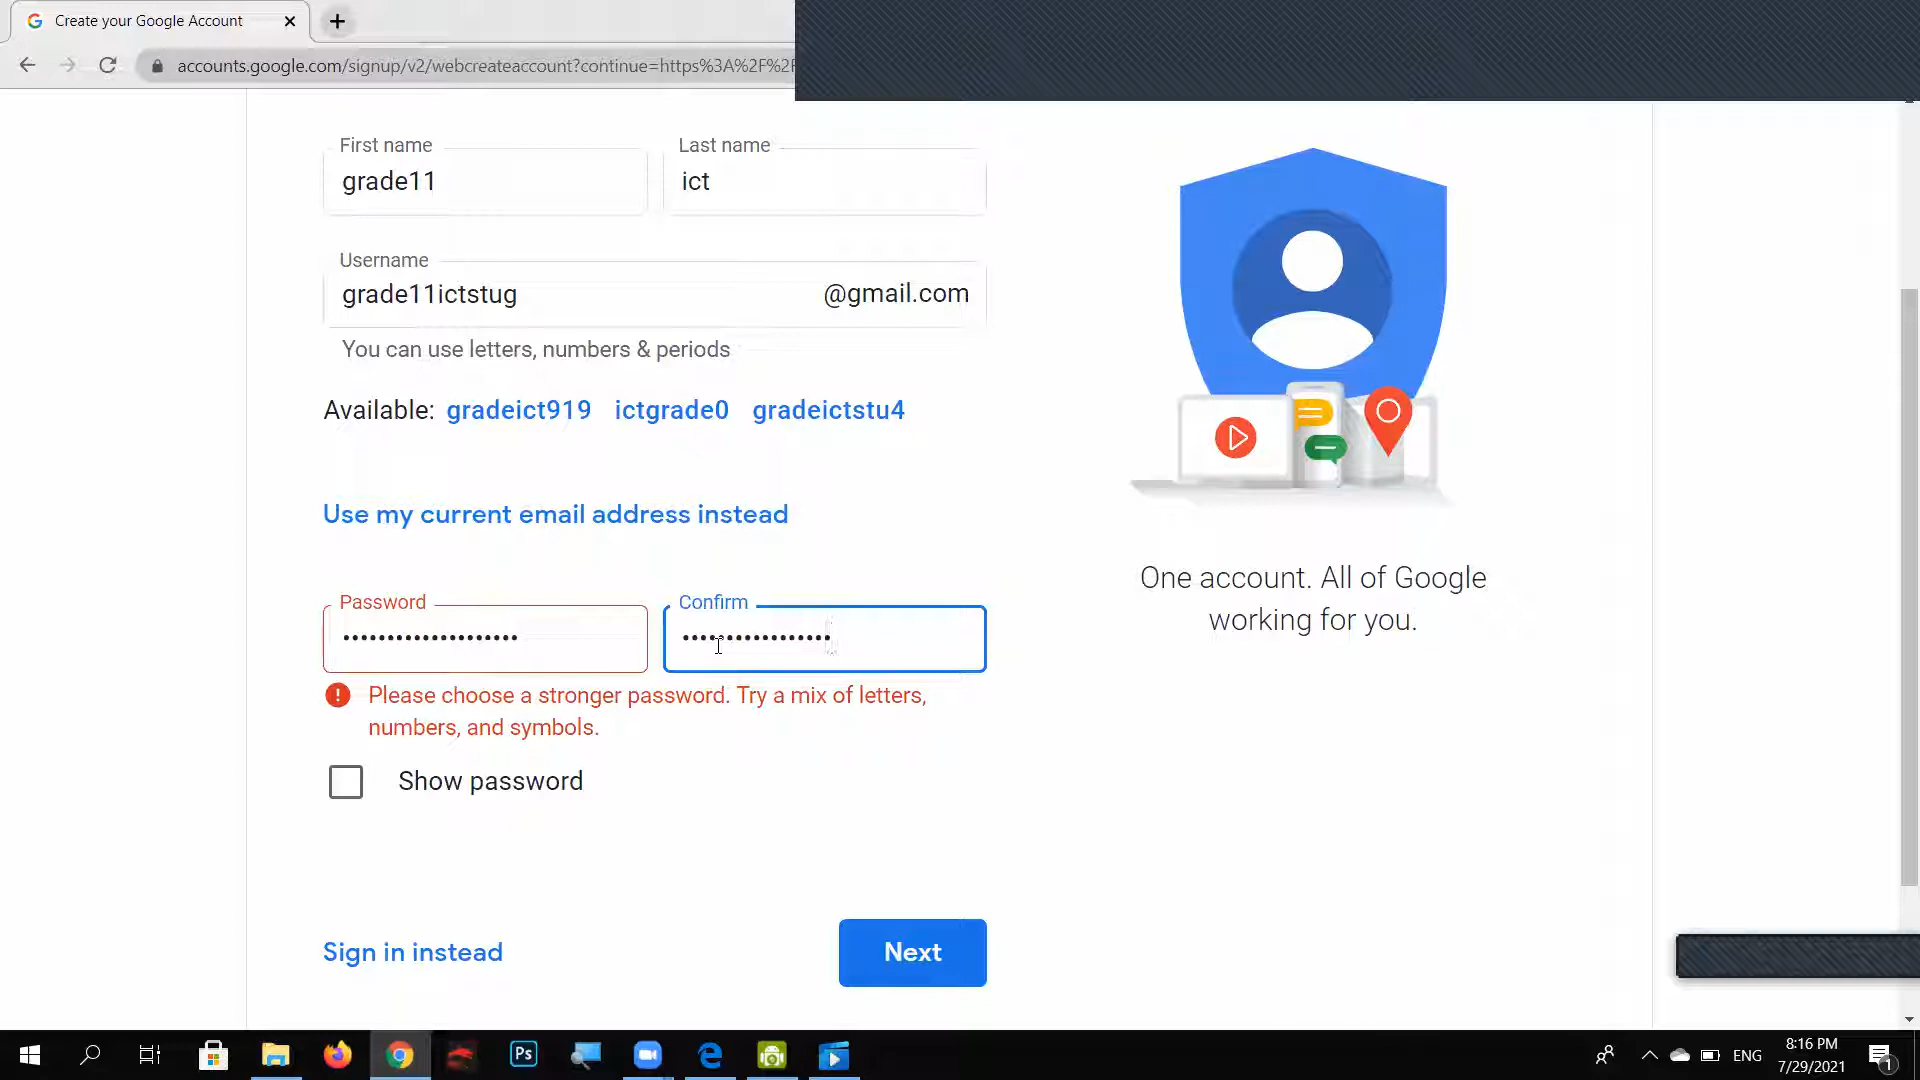 Create your Google Account
accounts.google.com/signup/v2/webcreateaccount?continue=https%3A%2F%2F
First name
Last name
grade11
ict
Username
grade11ictstug
@gmail.com
You can use letters, numbers & periods
Available: gradeict919 ictgrade0 gradeictstu4
Use my current email address instead
One account. All of Google
working for you.
Password
Confirm
Please choose a stronger password. Try a mix of letters,
numbers, and symbols.
Show password
Sign in instead
Next
Ps
ENG
8:16 PM
7/29/2021
1